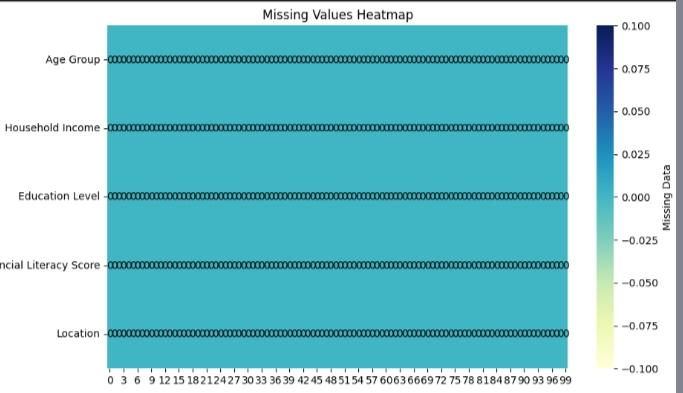 Missing Values Heatmap
Age Group
Household Income
Education Level
ncial Literacy Score
Location
0 3 6 9 12 15 18 21 24 27 30 33 36 39 42 45 48 51 54 57 60 63 66 69 72 75 78 81 84 87 90 93 96 99
0.100
0.075
0.050
0.025
0.000
−0.025
−0.050
−0.075
−0.100
Missing Data